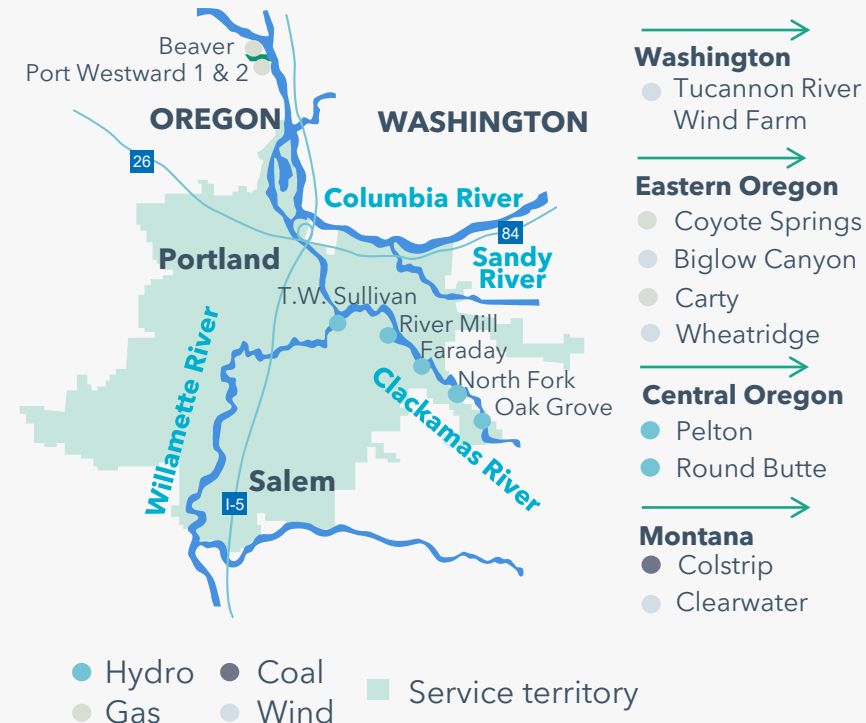 Beaver
Port Westward 1 & 2
OREGON
WASHINGTON
26
Columbia River
84
Portland
Sandy
River
T.W. Sullivan
River Mill
Faraday
North Fork
Oak Grove
Willamette River
Clackamas River
Salem
I-5
Washington
Tucannon River
Wind Farm
Eastern Oregon
Coyote Springs
Biglow Canyon
Carty
Wheatridge
Central Oregon
Pelton
Round Butte
Montana
Colstrip
Clearwater
Hydro
Coal
Gas
Wind
Service territory